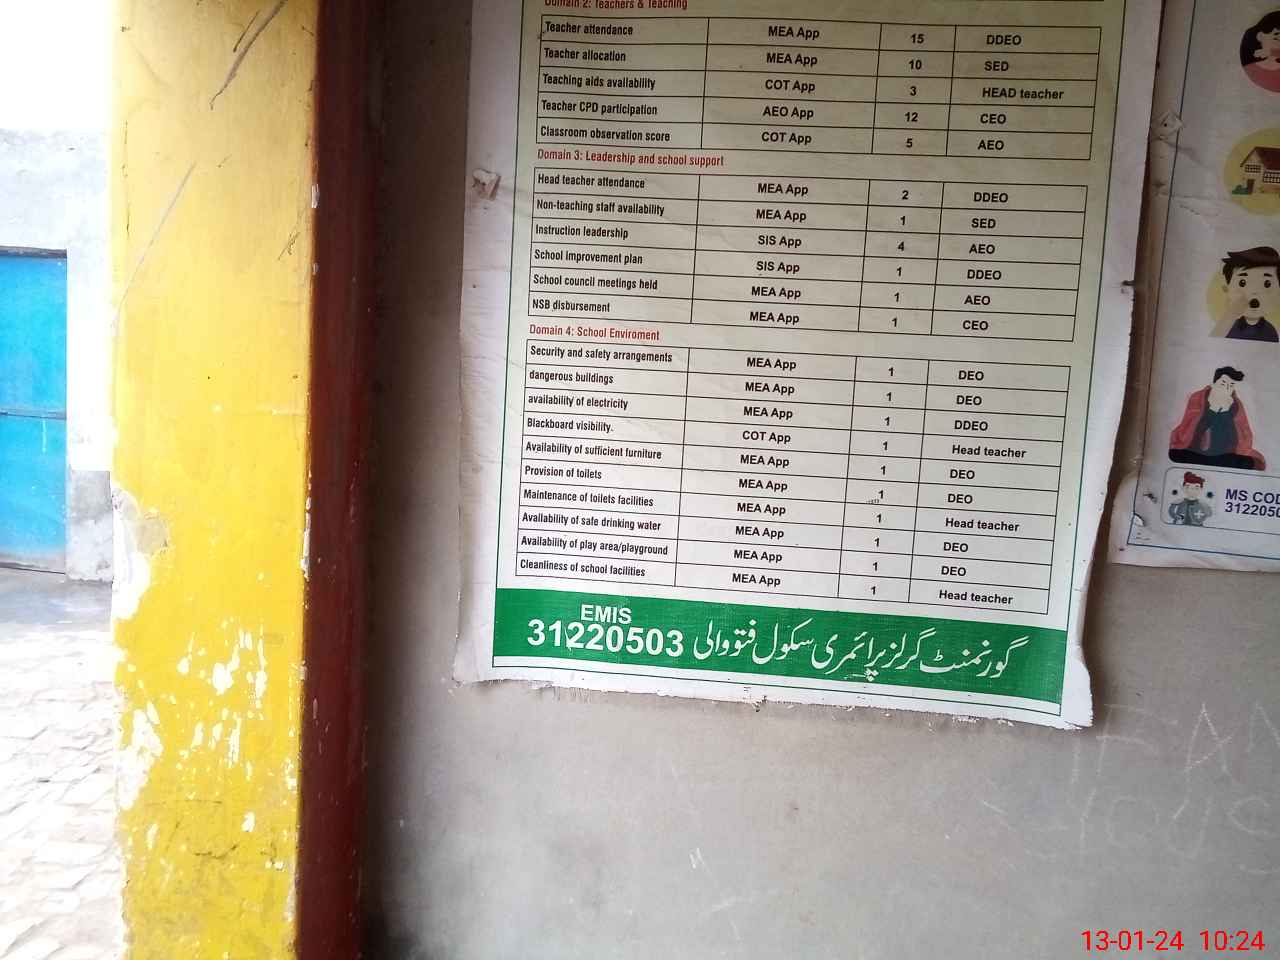 Domain 2: Teachers & Teaching
Teacher attendance MEA App 15 DDEO
Teacher allocation MEA App 10 SED
Teaching aids availability COT App 3 HEAD teacher
Teacher CPD participation AEO App 12 CEO
Classroom observation score COT App 5 AEO
Domain 3: Leadership and school support
Head teacher attendance MEA App 2 DDEO
Non-teaching staff availability MEA App 1 SED
Instruction leadership SIS App 4 AEO
School improvement plan SIS App 1 DDEO
School council meetings held MEA App 1 AEO
NSB disbursement MEA App 1 CEO
Domain 4: School Enviroment
Security and safety arrangements MEA App 1 DEO
dangerous buildings MEA App 1 DEO
availability of electricity MEA App 1 DDEO
Blackboard visibility. COT App 1 Head teacher
Availability of sufficient furniture MEA App 1 DEO
Provision of toilets MEA App 1 DEO
Maintenance of toilets facilities MEA App 1 Head teacher
Availability of safe drinking water MEA App 1 DEO
Availability of play area/playground MEA App 1 DEO
Cleanliness of school facilities MEA App 1 Head teacher
EMIS
31220503 گورنمنٹ گرلز پرائمری سکول فتووالی
MS COD
3122050
13-01-24 10:24